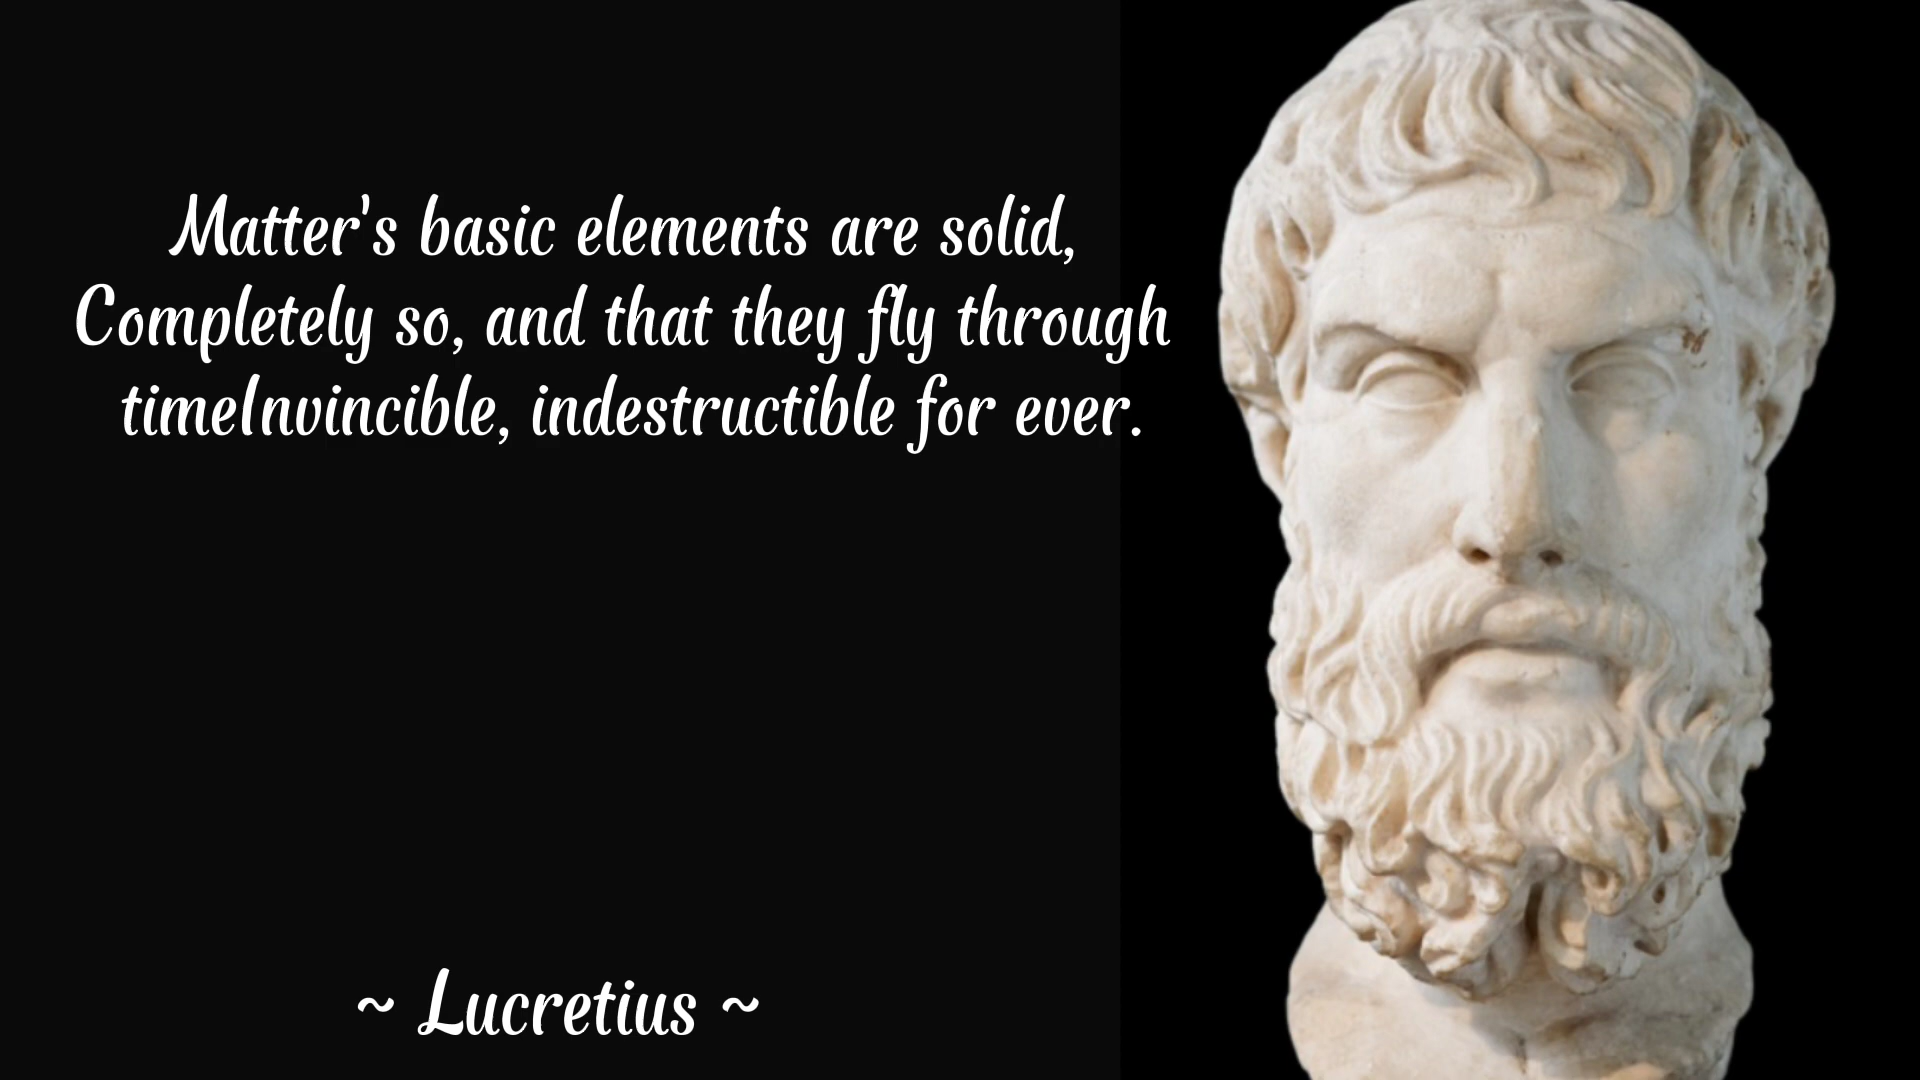 Matter's basic elements are solid,
Completely so, and that they fly through
timeInvincible, indestructible for ever.
~ Lucretius ~